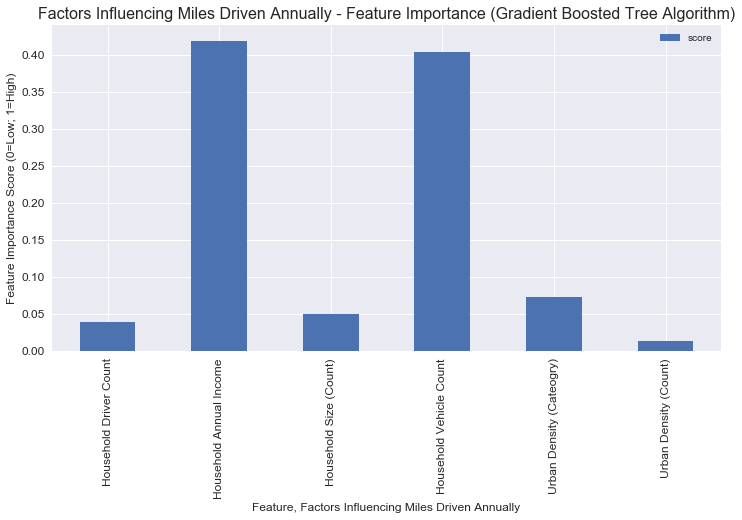 Factors Influencing Miles Driven Annually - Feature Importance (Gradient Boosted Tree Algorithm)
score
Feature Importance Score (0=Low; 1=High)
0.40
0.35
0.30
0.25
0.20
0.15
0.10
0.05
0.00
Household Driver Count
Household Annual Income
Household Size (Count)
Household Vehicle Count
Urban Density (Cateogry)
Urban Density (Count)
Feature, Factors Influencing Miles Driven Annually